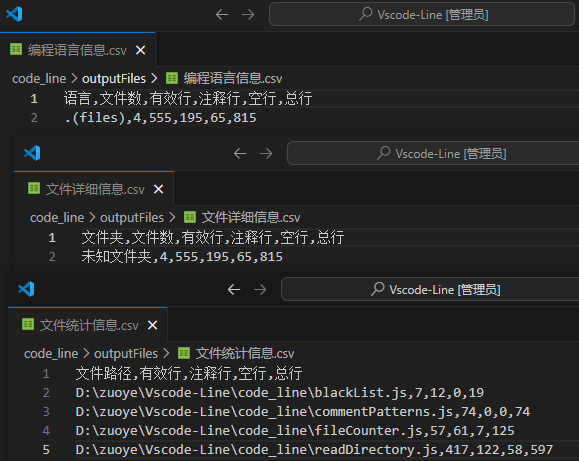 Vscode-Line [管理员]
编程语言信息.csv
code_line > outputFiles > 编程语言信息.csv
1 语言,文件数,有效行,注释行,空行,总行
2 .(files),4,555,195,65,815
Vscode-Line [管理员]
文件详细信息.csv
code_line > outputFiles > 文件详细信息.csv
1 文件夹,文件数,有效行,注释行,空行,总行
2 未知文件夹,4,555,195,65,815
Vscode-Line [管理员]
文件统计信息.csv
code_line > outputFiles > 文件统计信息.csv
1 文件路径,有效行,注释行,空行,总行
2 D:\zuoye\Vscode-Line\code_line\blackList.js,7,12,0,19
3 D:\zuoye\Vscode-Line\code_line\commentPatterns.js,74,0,0,74
4 D:\zuoye\Vscode-Line\code_line\fileCounter.js,57,61,7,125
5 D:\zuoye\Vscode-Line\code_line\readDirectory.js,417,122,58,597